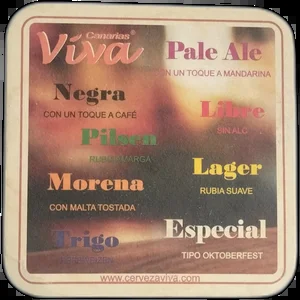 Canarias
Viva®
Pale Ale
CON UN TOQUE A MANDARINA
Negra
CON UN TOQUE A CAFÉ
Libre
SIN ALC
Pilsen
RUBIA AMARGA
Lager
RUBIA SUAVE
Morena
CON MALTA TOSTADA
Especial
TIPO OKTOBERFEST
Trigo
www.cervezaviva.com